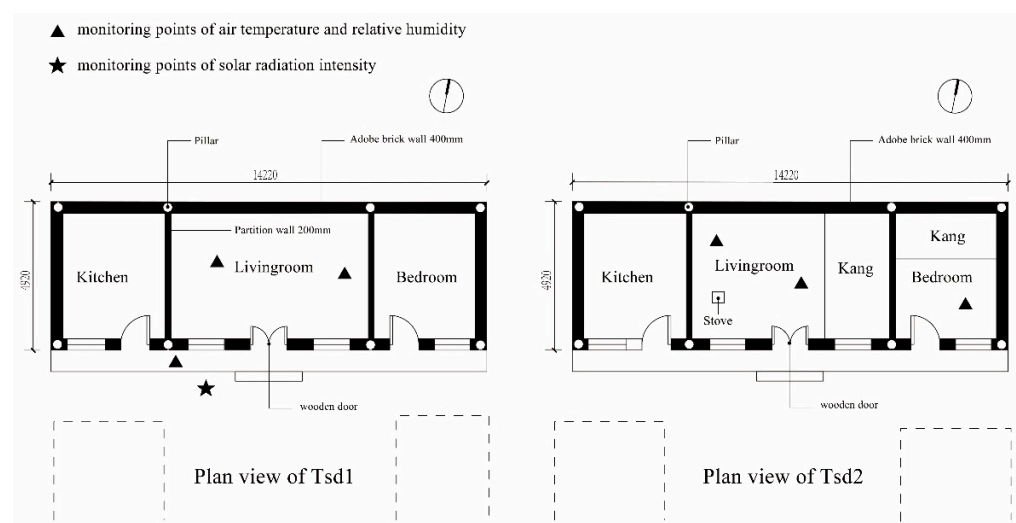 monitoring points of air temperature and relative humidity
monitoring points of solar radiation intensity
Pillar
Adobe brick wall 400mm
14220
4920
Partition wall 200mm
Kitchen
Livingroom
Bedroom
wooden door
Plan view of Tsd1
Pillar
Adobe brick wall 400mm
14220
4920
Kitchen
Livingroom
Kang
Kang
Bedroom
Stove
wooden door
Plan view of Tsd2